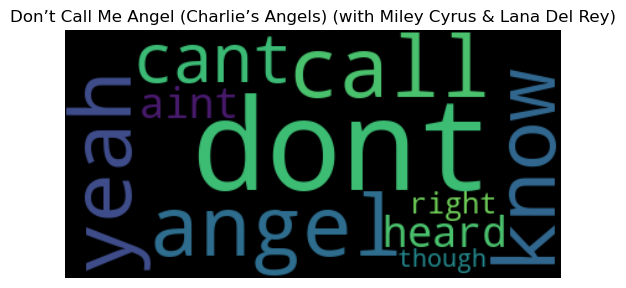 Don’t Call Me Angel (Charlie’s Angels) (with Miley Cyrus & Lana Del Rey)
yeah
cant
call
aint
dont
know
angel
right
heard
though